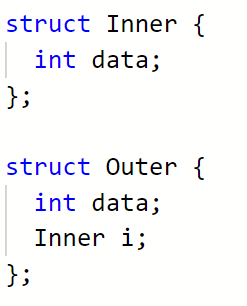 struct Inner {
  int data;
};

struct Outer {
  int data;
  Inner i;
};